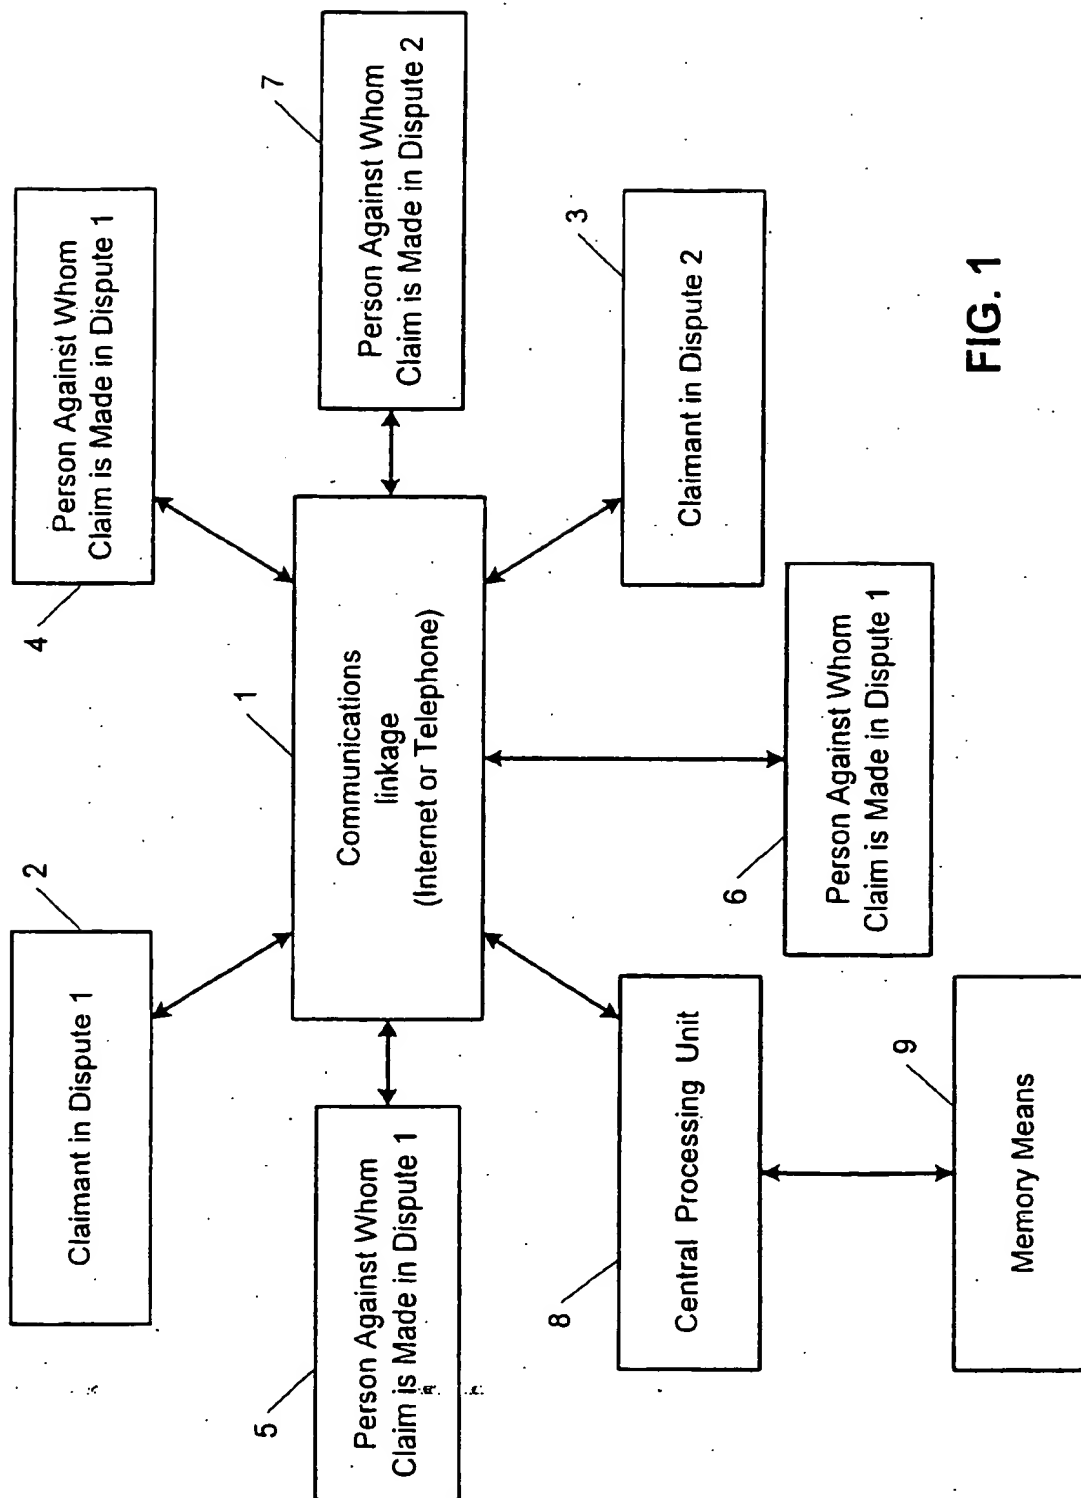 2
Claimant in Dispute 1
4
Person Against Whom
Claim is Made in Dispute 1
5
Person Against Whom
Claim is Made in Dispute 1
1
Communications
linkage
(Internet or Telephone)
7
Person Against Whom
Claim is Made in Dispute 2
8
Central Processing Unit
6
Person Against Whom
Claim is Made in Dispute 1
3
Claimant in Dispute 2
9
Memory Means
FIG. 1